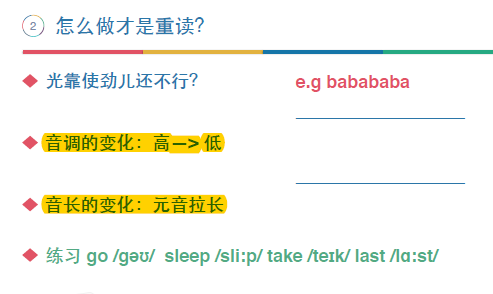 2 怎么做才是重读?
光靠使劲儿还不行? e.g babababa
音调的变化：高—>低
音长的变化：元音拉长
练习 go /gəʊ/ sleep /sli:p/ take /teɪk/ last /lɑ:st/